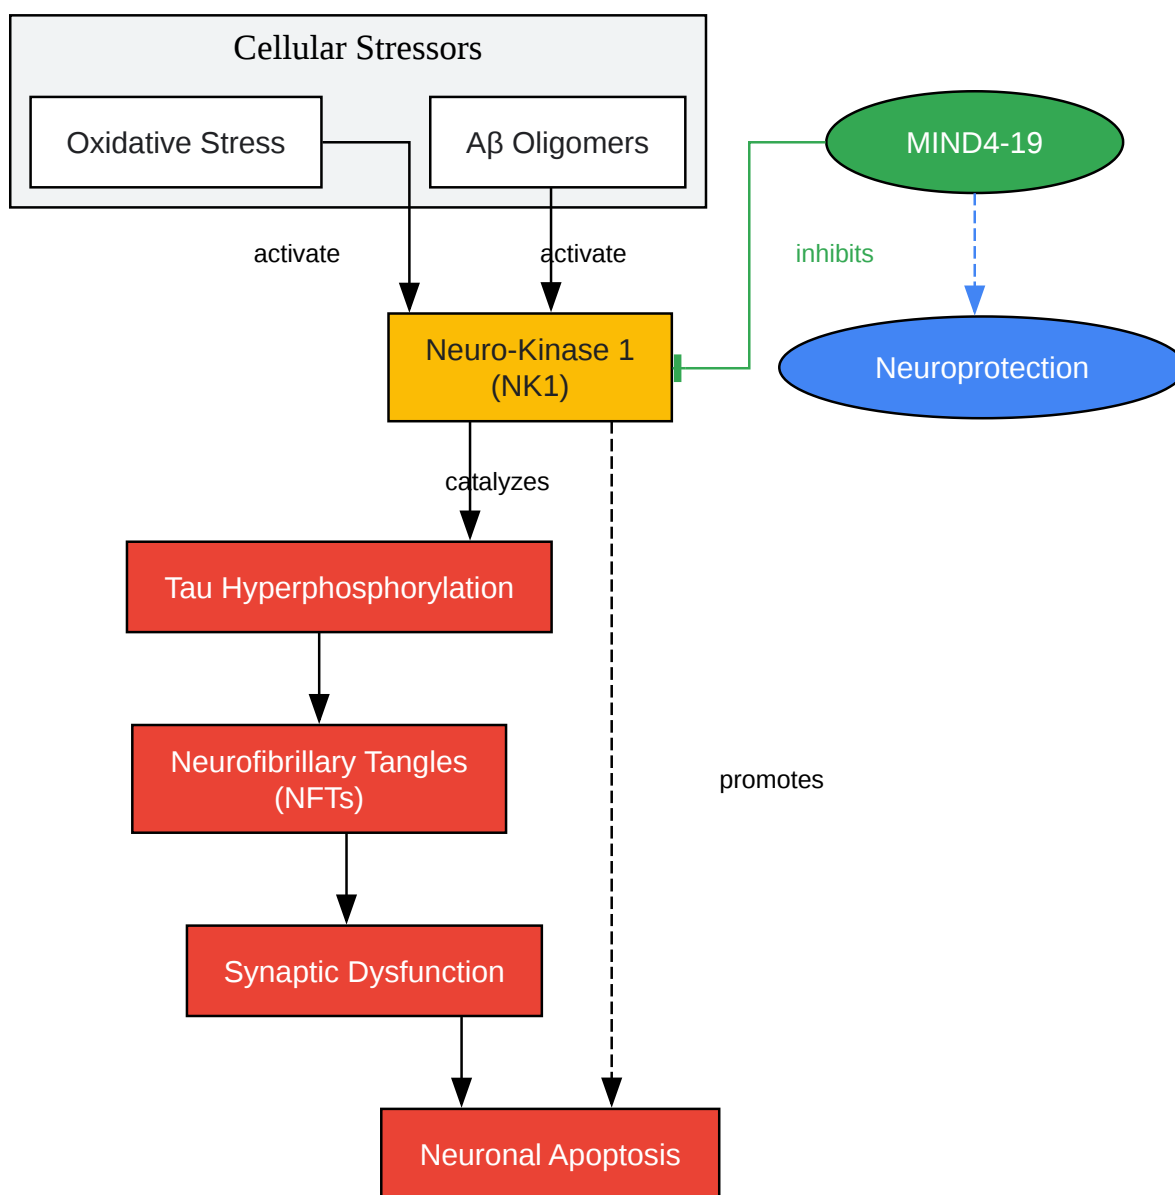 Cellular Stressors
Oxidative Stress
Aβ Oligomers
MIND4-19
activate
activate
inhibits
Neuro-Kinase 1
(NK1)
Neuroprotection
catalyzes
Tau Hyperphosphorylation
Neurofibrillary Tangles
(NFTs)
promotes
Synaptic Dysfunction
Neuronal Apoptosis